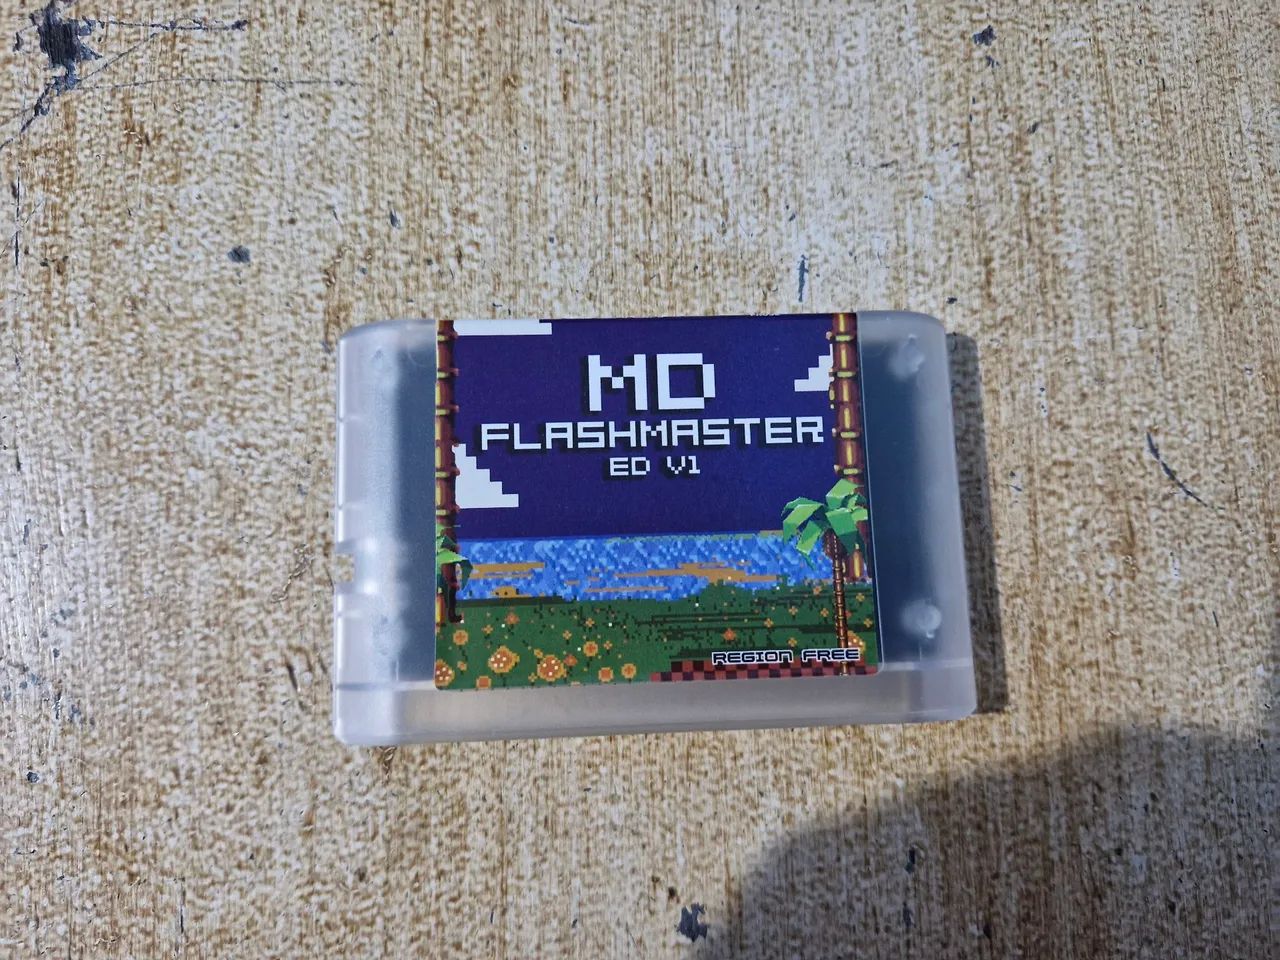 MD
FLASHMASTER
ED V1
REGION FREE